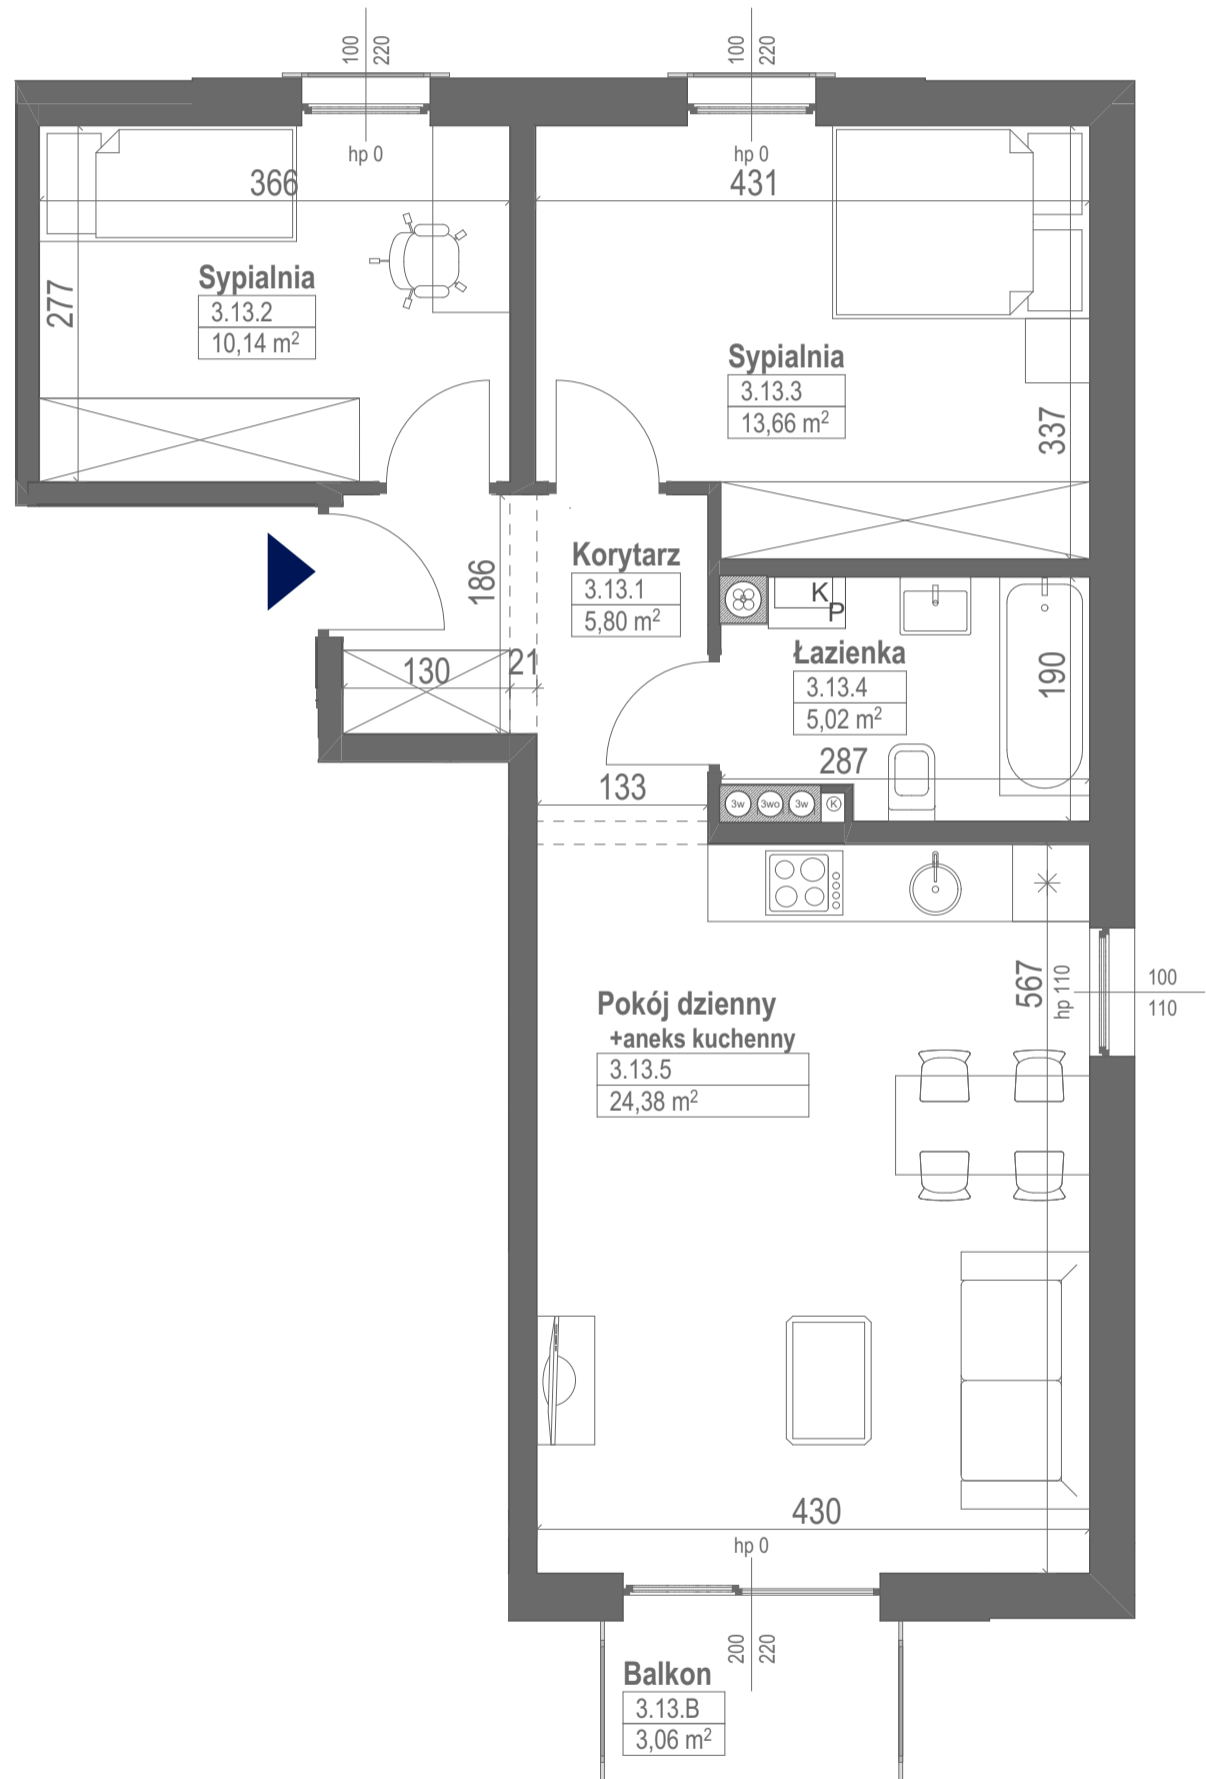 100
220
100
220
hp 0
hp 0
366
431
277
Sypialnia
3.13.2
10,14 m²
Sypialnia
3.13.3
13,66 m²
337
186
Korytarz
3.13.1
5,80 m²
K
P
Łazienka
3.13.4
5,02 m²
190
130
21
287
133
3w
3wo
3w
K
567
hp 110
100
110
Pokój dzienny
+aneks kuchenny
3.13.5
24,38 m²
430
hp 0
200
220
Balkon
3.13.B
3,06 m²